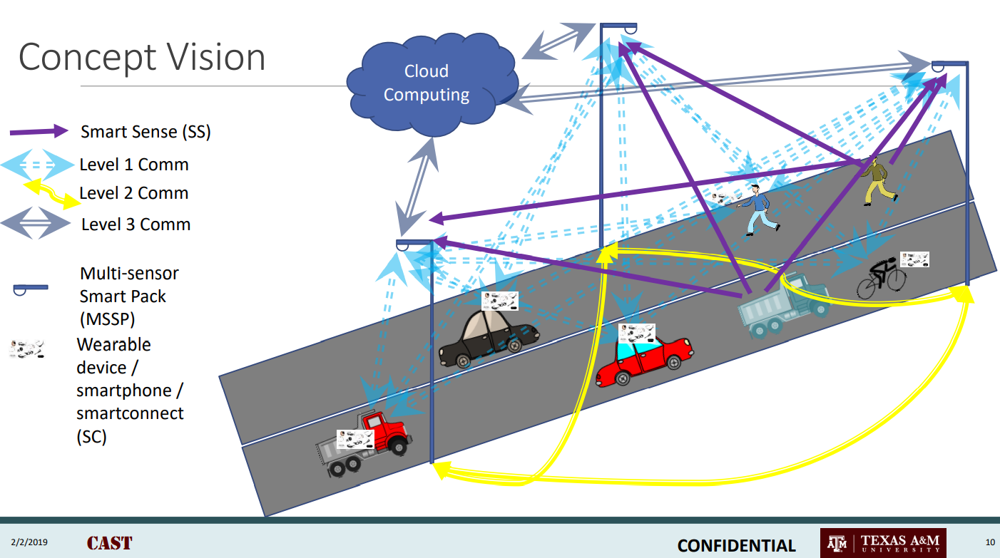 Concept Vision
Cloud
Computing
Smart Sense (SS)
Level 1 Comm
Level 2 Comm
Level 3 Comm
Multi-sensor
Smart Pack
(MSSP)
Wearable
device /
smartphone /
smartconnect
(SC)
2/2/2019
CAST
CONFIDENTIAL
ATM
TEXAS A&M
UNIVERSITY
10